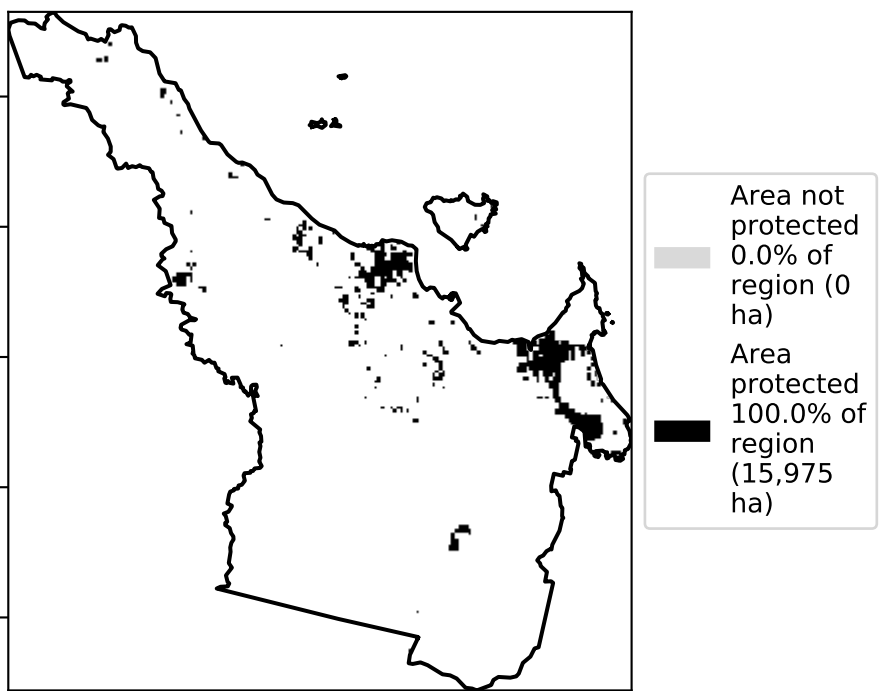 Area not
protected
0.0% of
region (0
ha)
Area
protected
100.0% of
region
(15,975
ha)